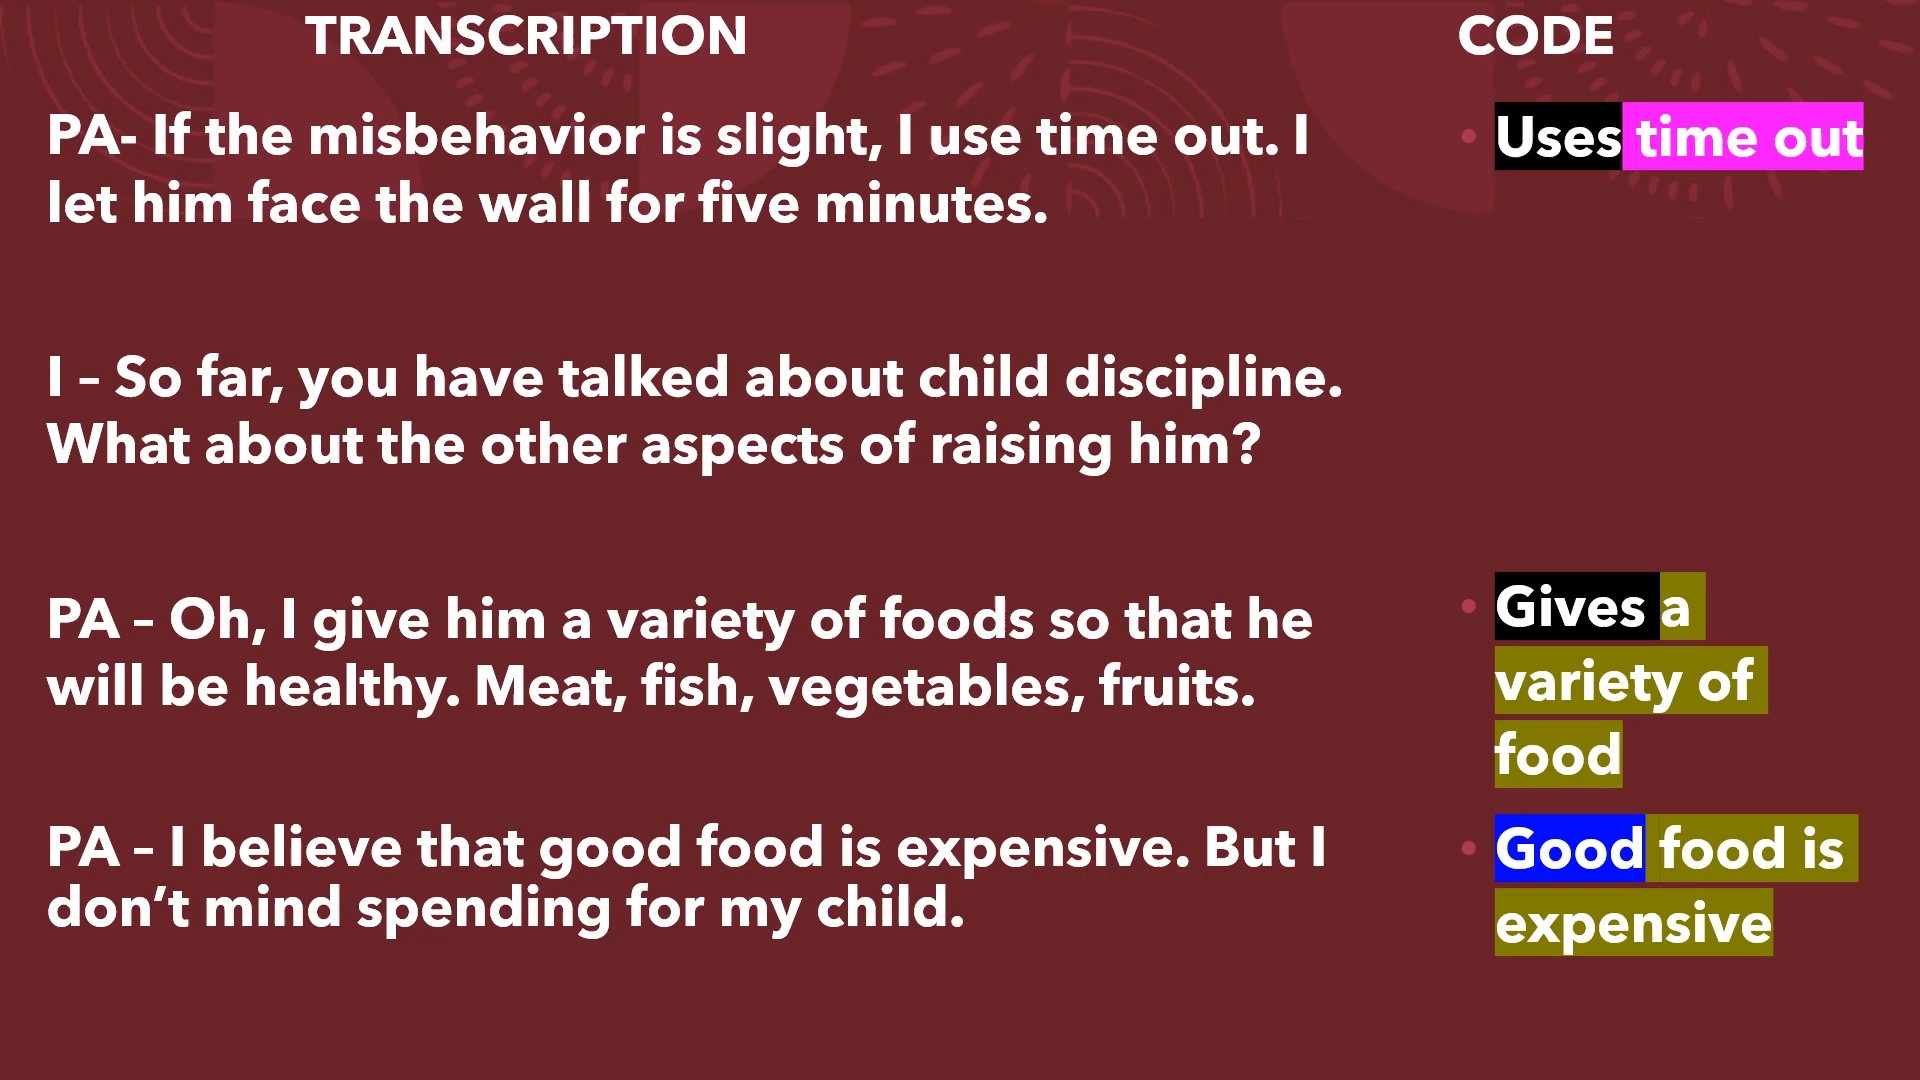 TRANSCRIPTION
CODE
PA- If the misbehavior is slight, I use time out. I
let him face the wall for five minutes.
• Uses time out
I – So far, you have talked about child discipline.
What about the other aspects of raising him?
PA – Oh, I give him a variety of foods so that he
will be healthy. Meat, fish, vegetables, fruits.
• Gives a
variety of
food
PA – I believe that good food is expensive. But I
don’t mind spending for my child.
• Good food is
expensive